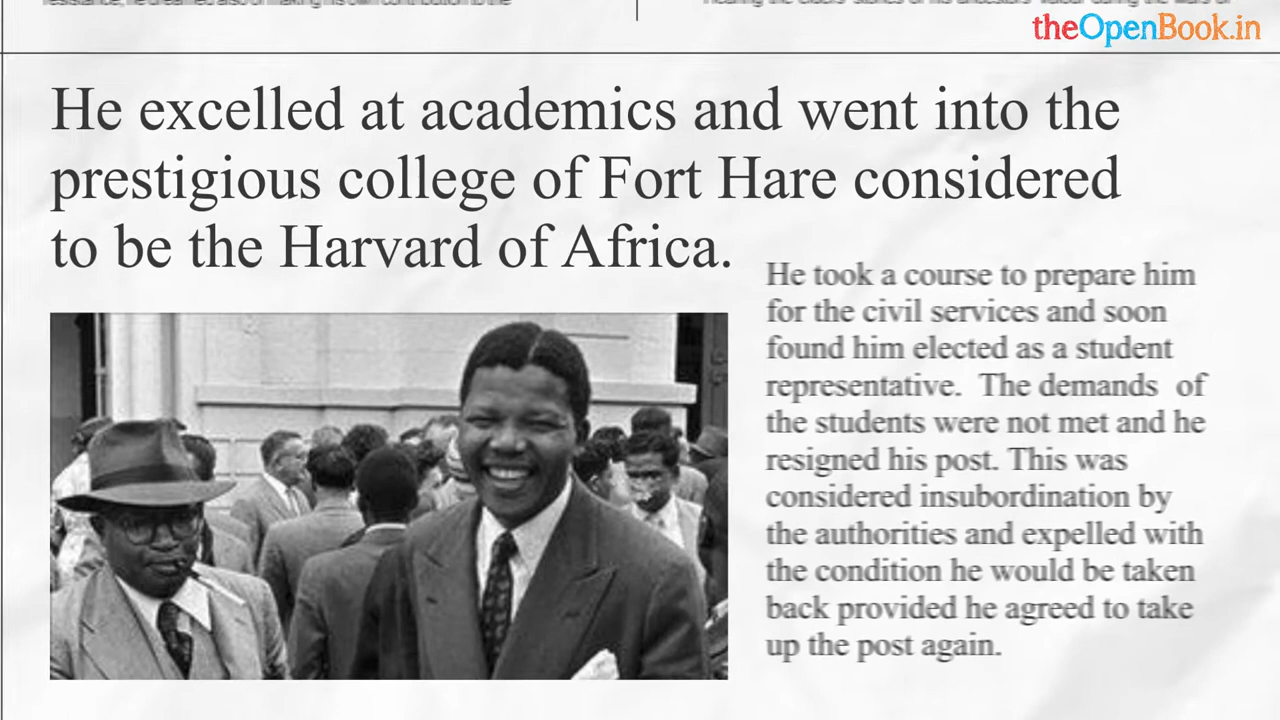 theOpenBook.in
He excelled at academics and went into the
prestigious college of Fort Hare considered
to be the Harvard of Africa.
He took a course to prepare him
for the civil services and soon
found him elected as a student
representative. The demands of
the students were not met and he
resigned his post. This was
considered insubordination by
the authorities and expelled with
the condition he would be taken
back provided he agreed to take
up the post again.